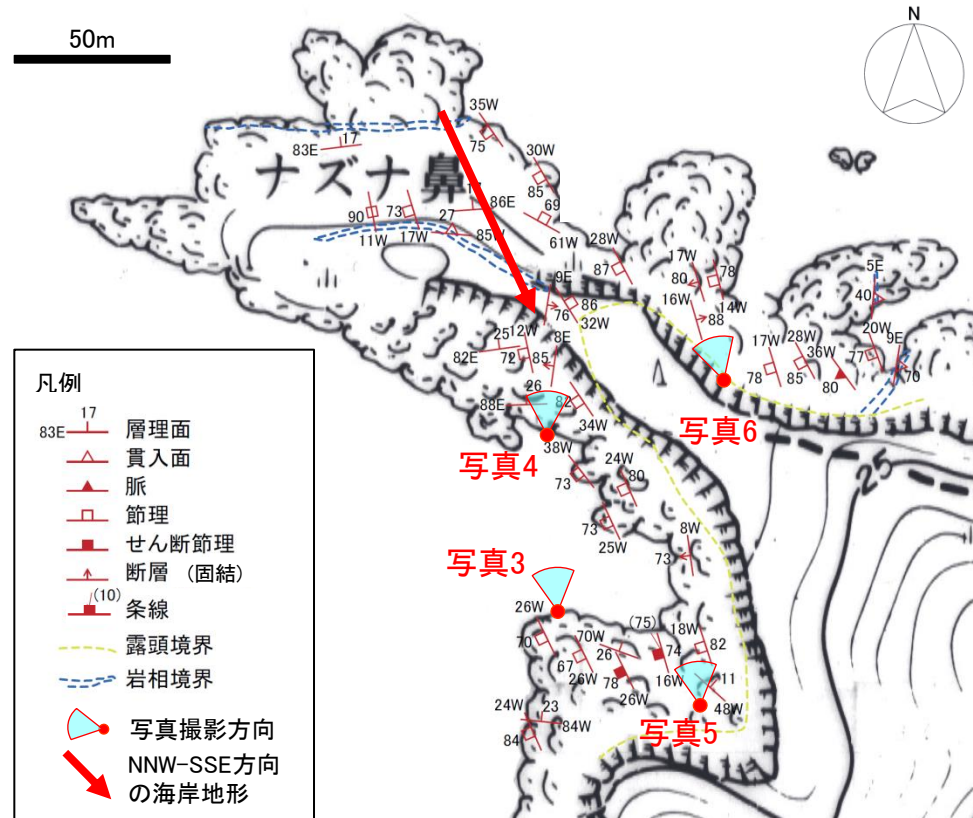 50m
N
35W
75
17
83E
ナズナ鼻
30W
85
17
86E
69
27
90
73
11W
17W
85W
61W
28W
87
17W
80
78
14W
16W
88
5E
40
20W
9E
77
70
9E
86
76
32W
12W
8E
25
82E
72
85
26
88E
82
34W
38W
17W
28W
36W
78
85
80
写真6
写真4
25
24W
80
73
73
25W
8W
73
写真3
26W
70
70W
67
26W
26
78
26W
(75)
74
16W
18W
82
11
48W
写真5
24W
23
84W
84
凡例
17
83E
層理面
貫入面
脈
節理
せん断節理
断層 (固結)
(10)
条線
露頭境界
岩相境界
写真撮影方向
NNW-SSE方向
の海岸地形